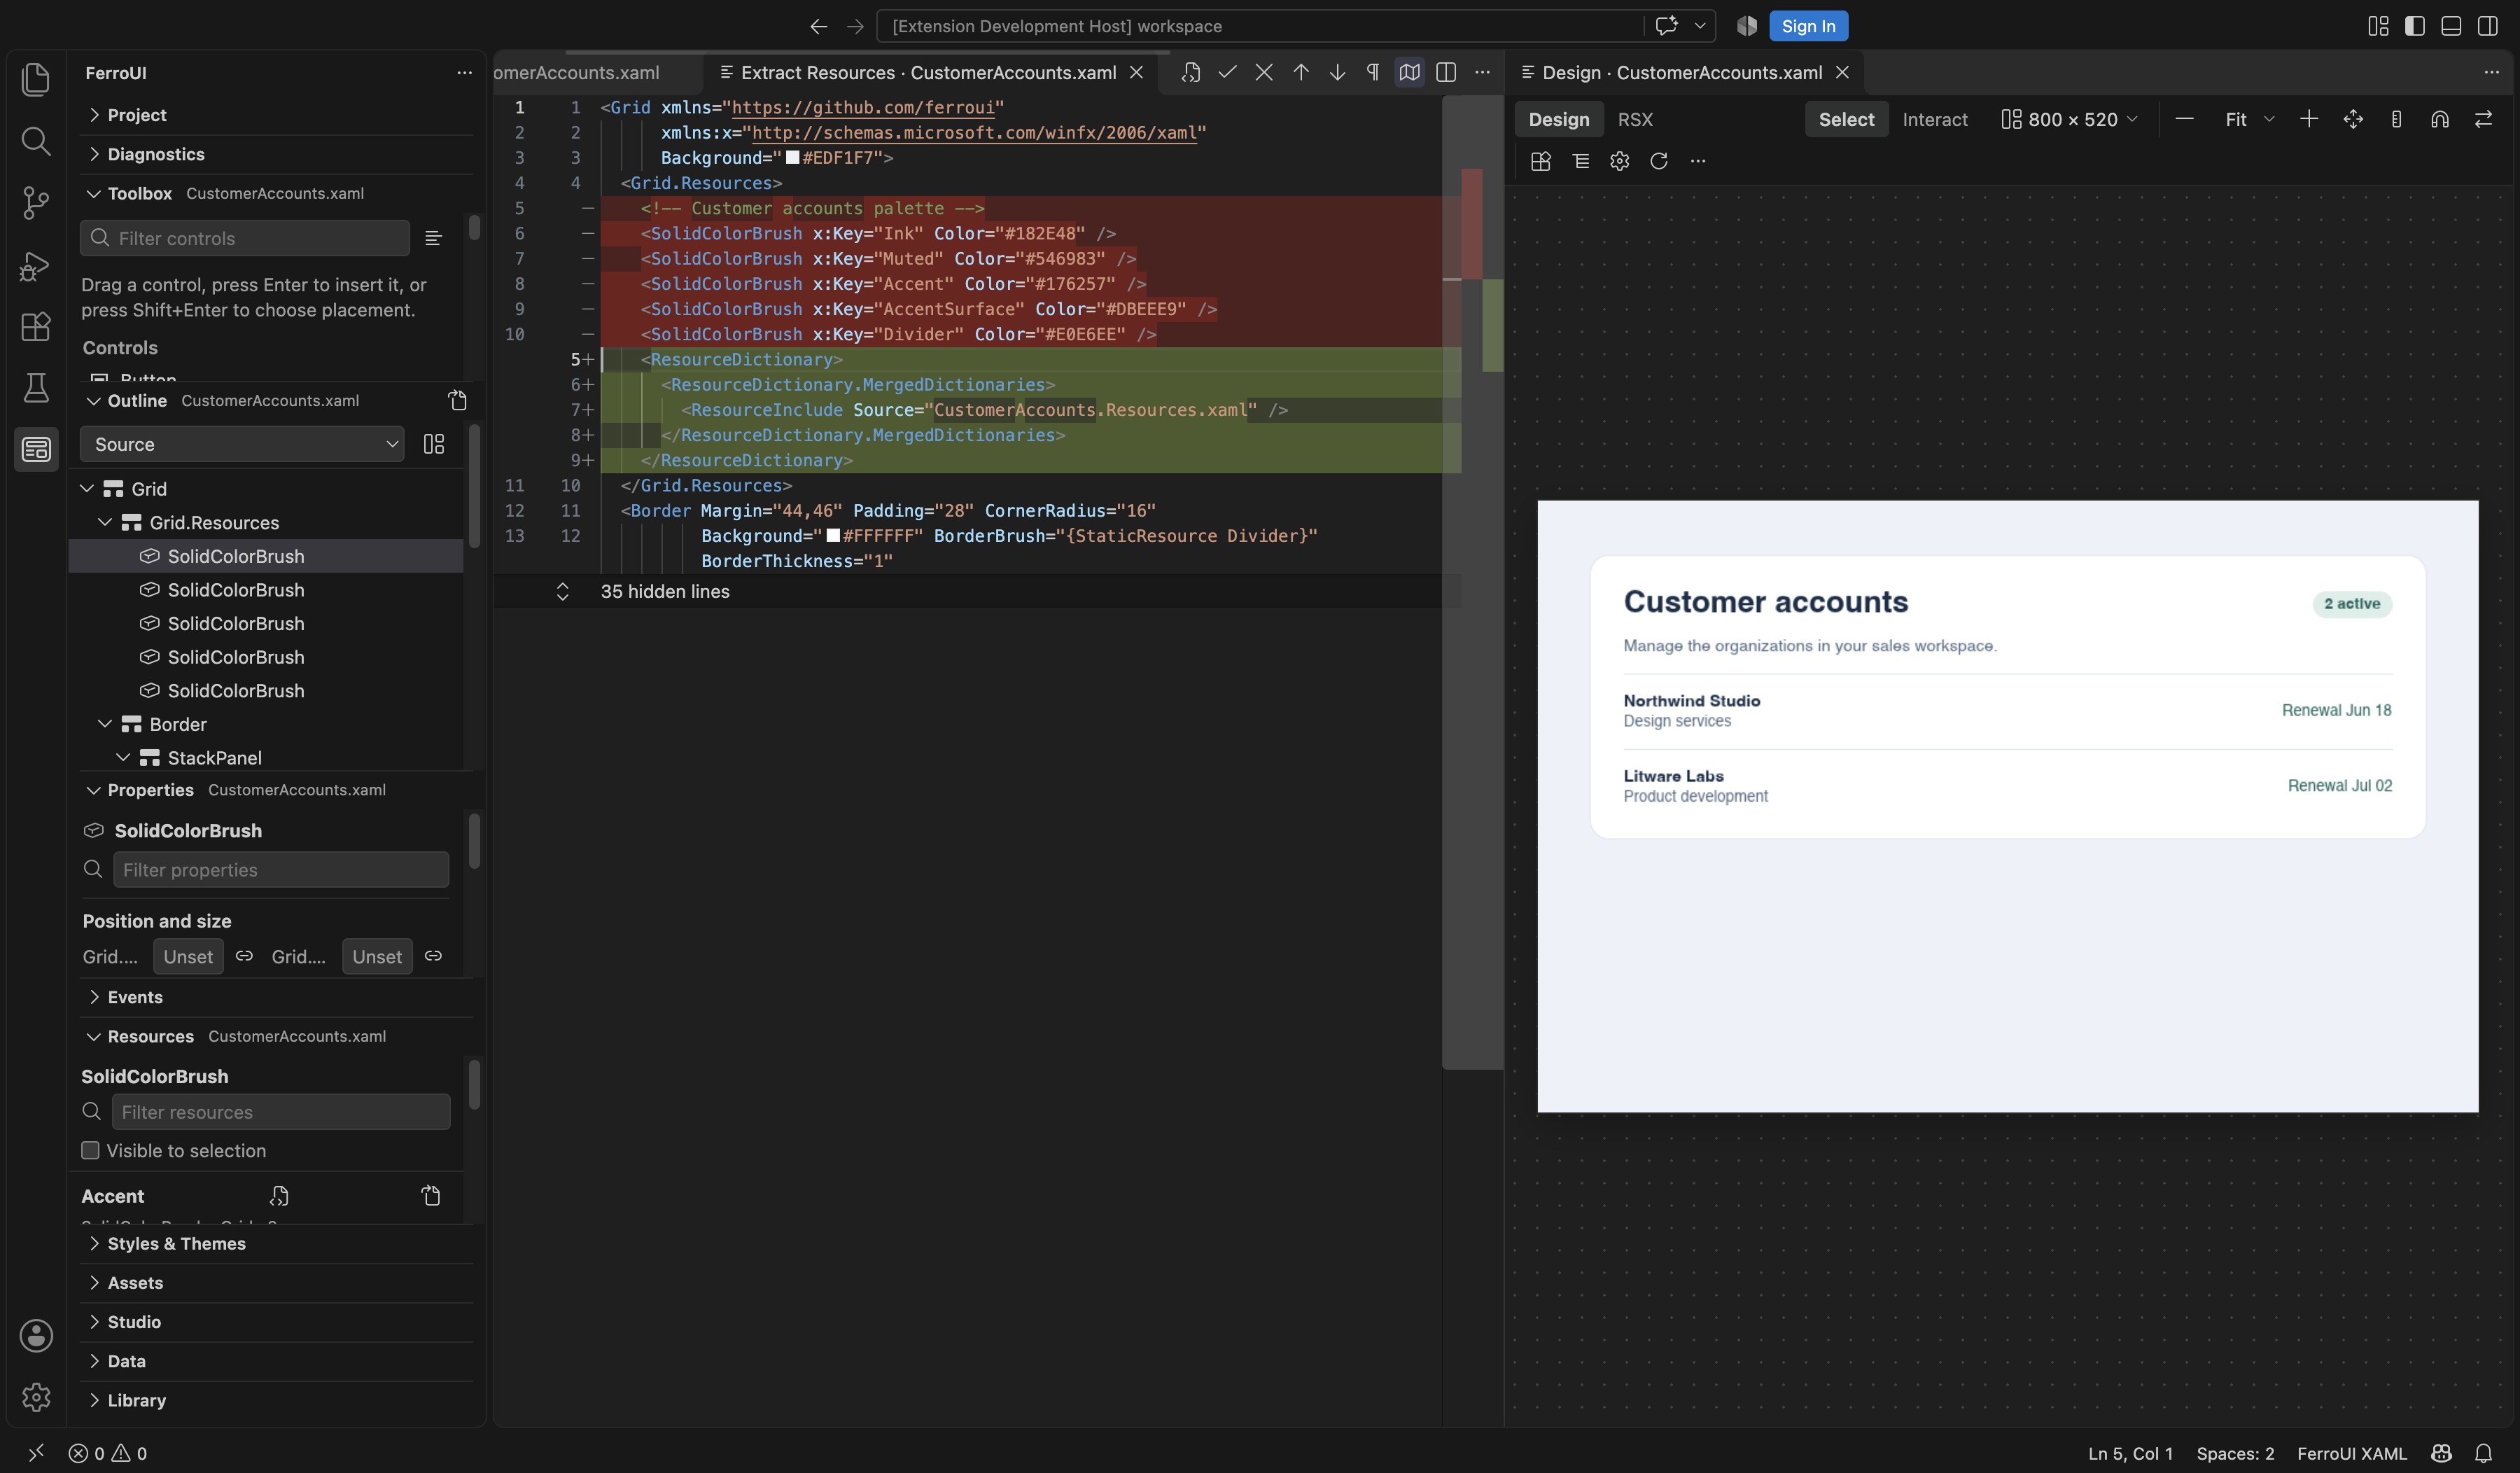 [Extension Development Host] workspace
Sign In
FerroUI
Project
Diagnostics
Toolbox CustomerAccounts.xaml
Filter controls
Drag a control, press Enter to insert it, or
press Shift+Enter to choose placement.
Controls
Button
Outline CustomerAccounts.xaml
Source
Grid
Grid.Resources
SolidColorBrush
SolidColorBrush
SolidColorBrush
SolidColorBrush
SolidColorBrush
Border
StackPanel
Properties CustomerAccounts.xaml
SolidColorBrush
Filter properties
Position and size
Grid.... Unset Grid.... Unset
Events
Resources CustomerAccounts.xaml
SolidColorBrush
Filter resources
Visible to selection
Accent
Styles & Themes
Assets
Studio
Data
Library
omerAccounts.xaml
Extract Resources · CustomerAccounts.xaml
1 1 <Grid xmlns="https://github.com/ferroui"
2 2 xmlns:x="http://schemas.microsoft.com/winfx/2006/xaml"
3 3 Background="#EDF1F7">
4 4 <Grid.Resources>
5 — <!-- Customer accounts palette -->
6 — <SolidColorBrush x:Key="Ink" Color="#182E48" />
7 — <SolidColorBrush x:Key="Muted" Color="#546983" />
8 — <SolidColorBrush x:Key="Accent" Color="#176257" />
9 — <SolidColorBrush x:Key="AccentSurface" Color="#DBEEE9" />
10 — <SolidColorBrush x:Key="Divider" Color="#E0E6EE" />
5+ <ResourceDictionary>
6+ <ResourceDictionary.MergedDictionaries>
7+ <ResourceInclude Source="CustomerAccounts.Resources.xaml" />
8+ </ResourceDictionary.MergedDictionaries>
9+ </ResourceDictionary>
11 10 </Grid.Resources>
12 11 <Border Margin="44,46" Padding="28" CornerRadius="16"
13 12 Background="#FFFFFF" BorderBrush="{StaticResource Divider}"
BorderThickness="1"
35 hidden lines
Design · CustomerAccounts.xaml
Design RSX Select Interact 800 × 520 Fit
Customer accounts
2 active
Manage the organizations in your sales workspace.
Northwind Studio
Design services
Renewal Jun 18
Litware Labs
Product development
Renewal Jul 02
0 0
Ln 5, Col 1 Spaces: 2 FerroUI XAML